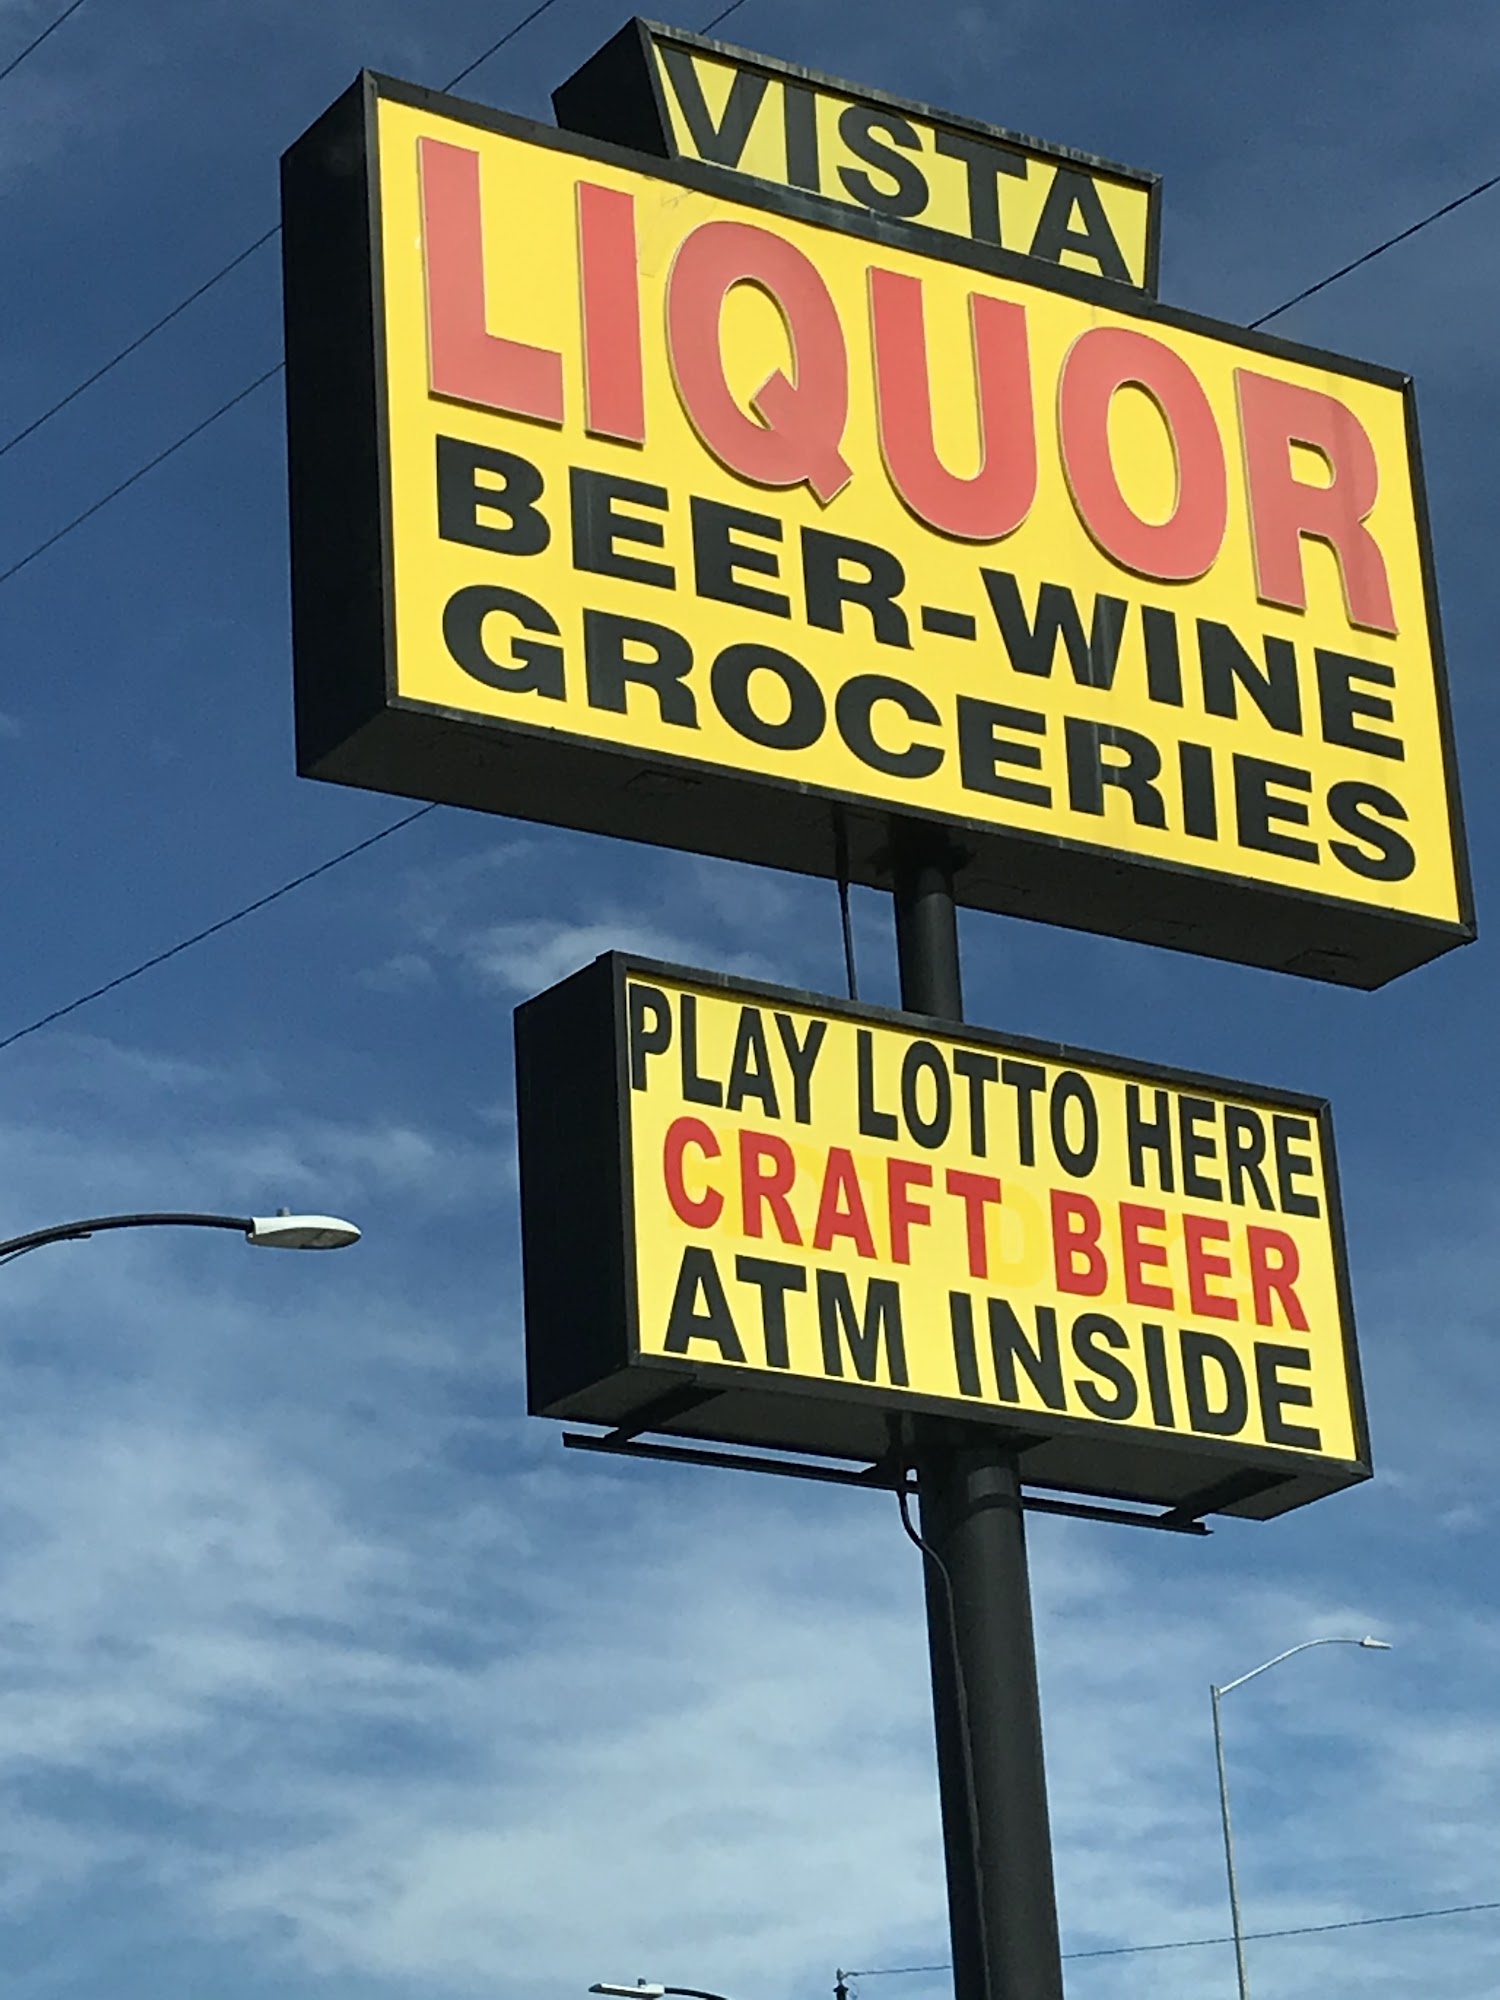 VISTA
LIQUOR
BEER-WINE
GROCERIES
PLAY LOTTO HERE
CRAFT BEER
ATM INSIDE